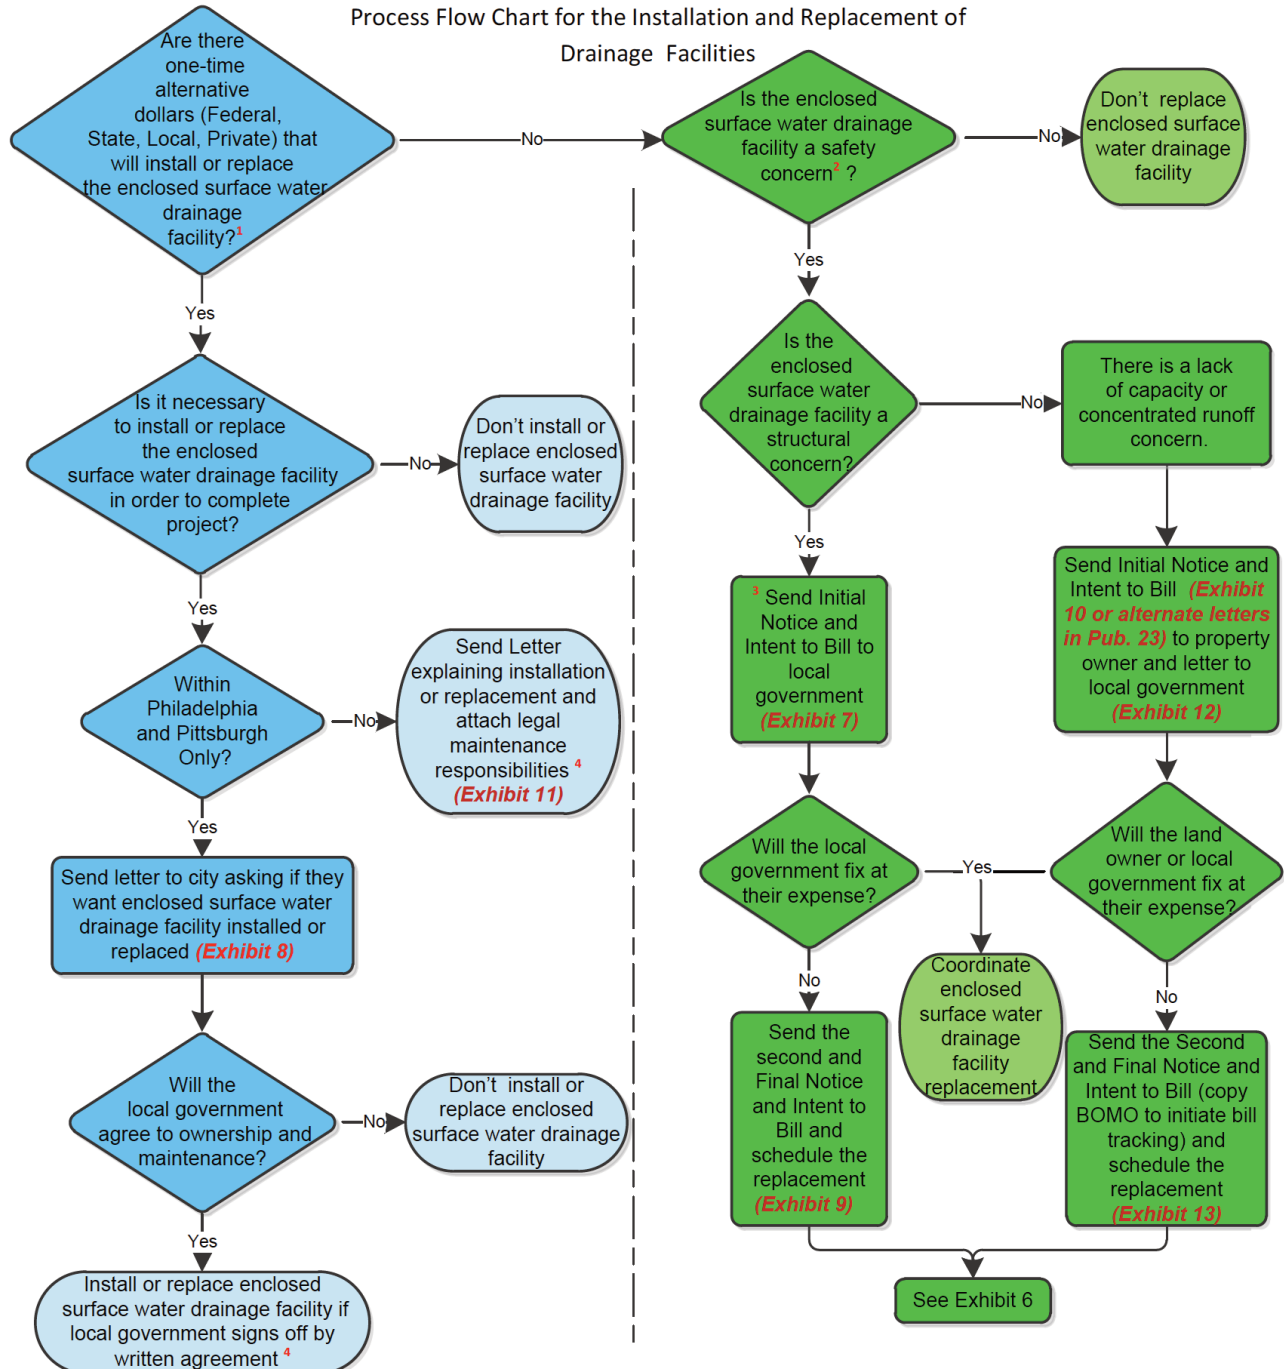 Process Flow Chart for the Installation and Replacement of
Drainage Facilities
Are there
one-time
alternative
dollars (Federal,
State, Local, Private) that
will install or replace
the enclosed surface water
drainage
facility?1
No
Yes
Is it necessary
to install or replace
the enclosed
surface water drainage facility
in order to complete
project?
No
Don't install or
replace enclosed
surface water
drainage facility
Yes
Within
Philadelphia
and Pittsburgh
Only?
No
Send Letter
explaining installation
or replacement and
attach legal
maintenance
responsibilities 4
(Exhibit 11)
Yes
Send letter to city asking if they
want enclosed surface water
drainage facility installed or
replaced (Exhibit 8)
Will the
local government
agree to ownership and
maintenance?
No
Don't install or
replace enclosed
surface water drainage
facility
Yes
Install or replace enclosed
surface water drainage facility if
local government signs off by
written agreement 4
Is the enclosed
surface water drainage
facility a safety
concern2 ?
No
Don't replace
enclosed surface
water drainage
facility
Yes
Is the
enclosed
surface water
drainage facility a
structural
concern?
No
There is a lack
of capacity or
concentrated runoff
concern.
Yes
3 Send Initial
Notice and
Intent to Bill to
local
government
(Exhibit 7)
Send Initial Notice and
Intent to Bill (Exhibit
10 or alternate letters
in Pub. 23) to property
owner and letter to
local government
(Exhibit 12)
Will the local
government fix at
their expense?
Yes
Will the land
owner or local
government fix at
their expense?
Coordinate
enclosed
surface water
drainage
facility
replacement
No
No
Send the
second and
Final Notice
and Intent to
Bill and
schedule the
replacement
(Exhibit 9)
Send the Second
and Final Notice and
Intent to Bill (copy
BOMO to initiate bill
tracking) and
schedule the
replacement
(Exhibit 13)
See Exhibit 6